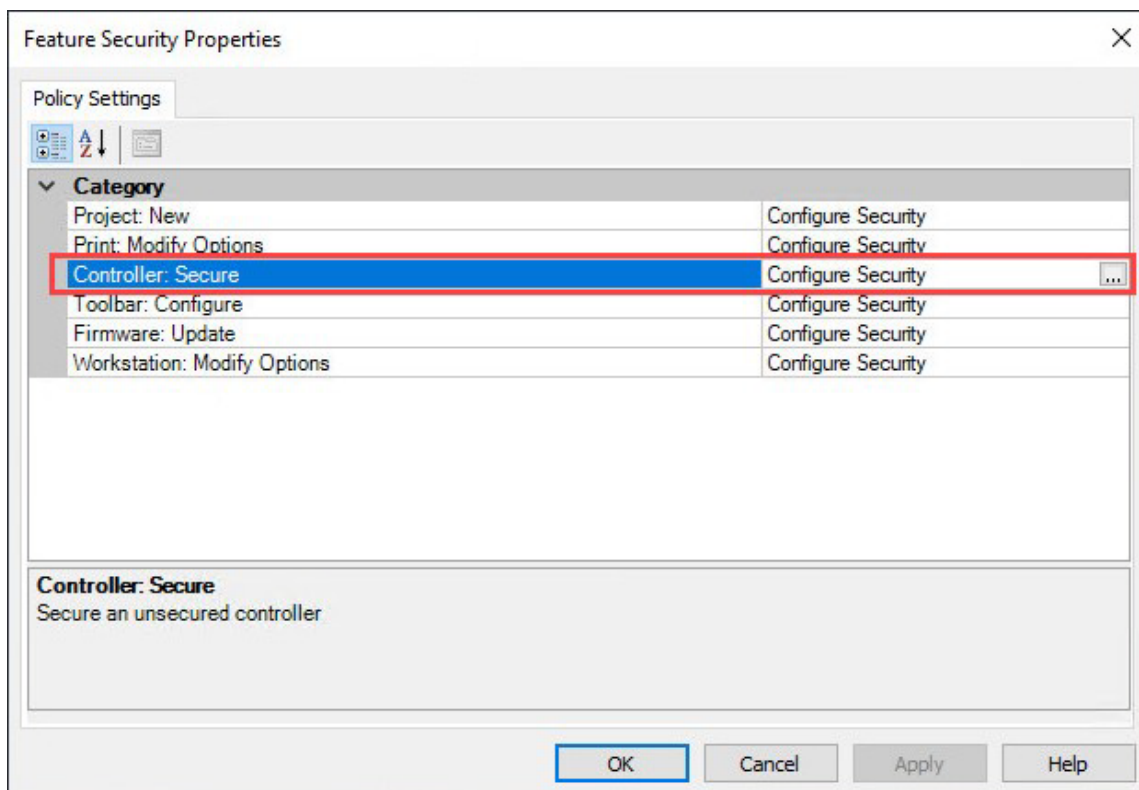 Feature Security Properties
Policy Settings
Category
Project: New Configure Security
Print: Modify Options Configure Security
Controller: Secure Configure Security ...
Toolbar: Configure Configure Security
Firmware: Update Configure Security
Workstation: Modify Options Configure Security
Controller: Secure
Secure an unsecured controller
OK Cancel Apply Help